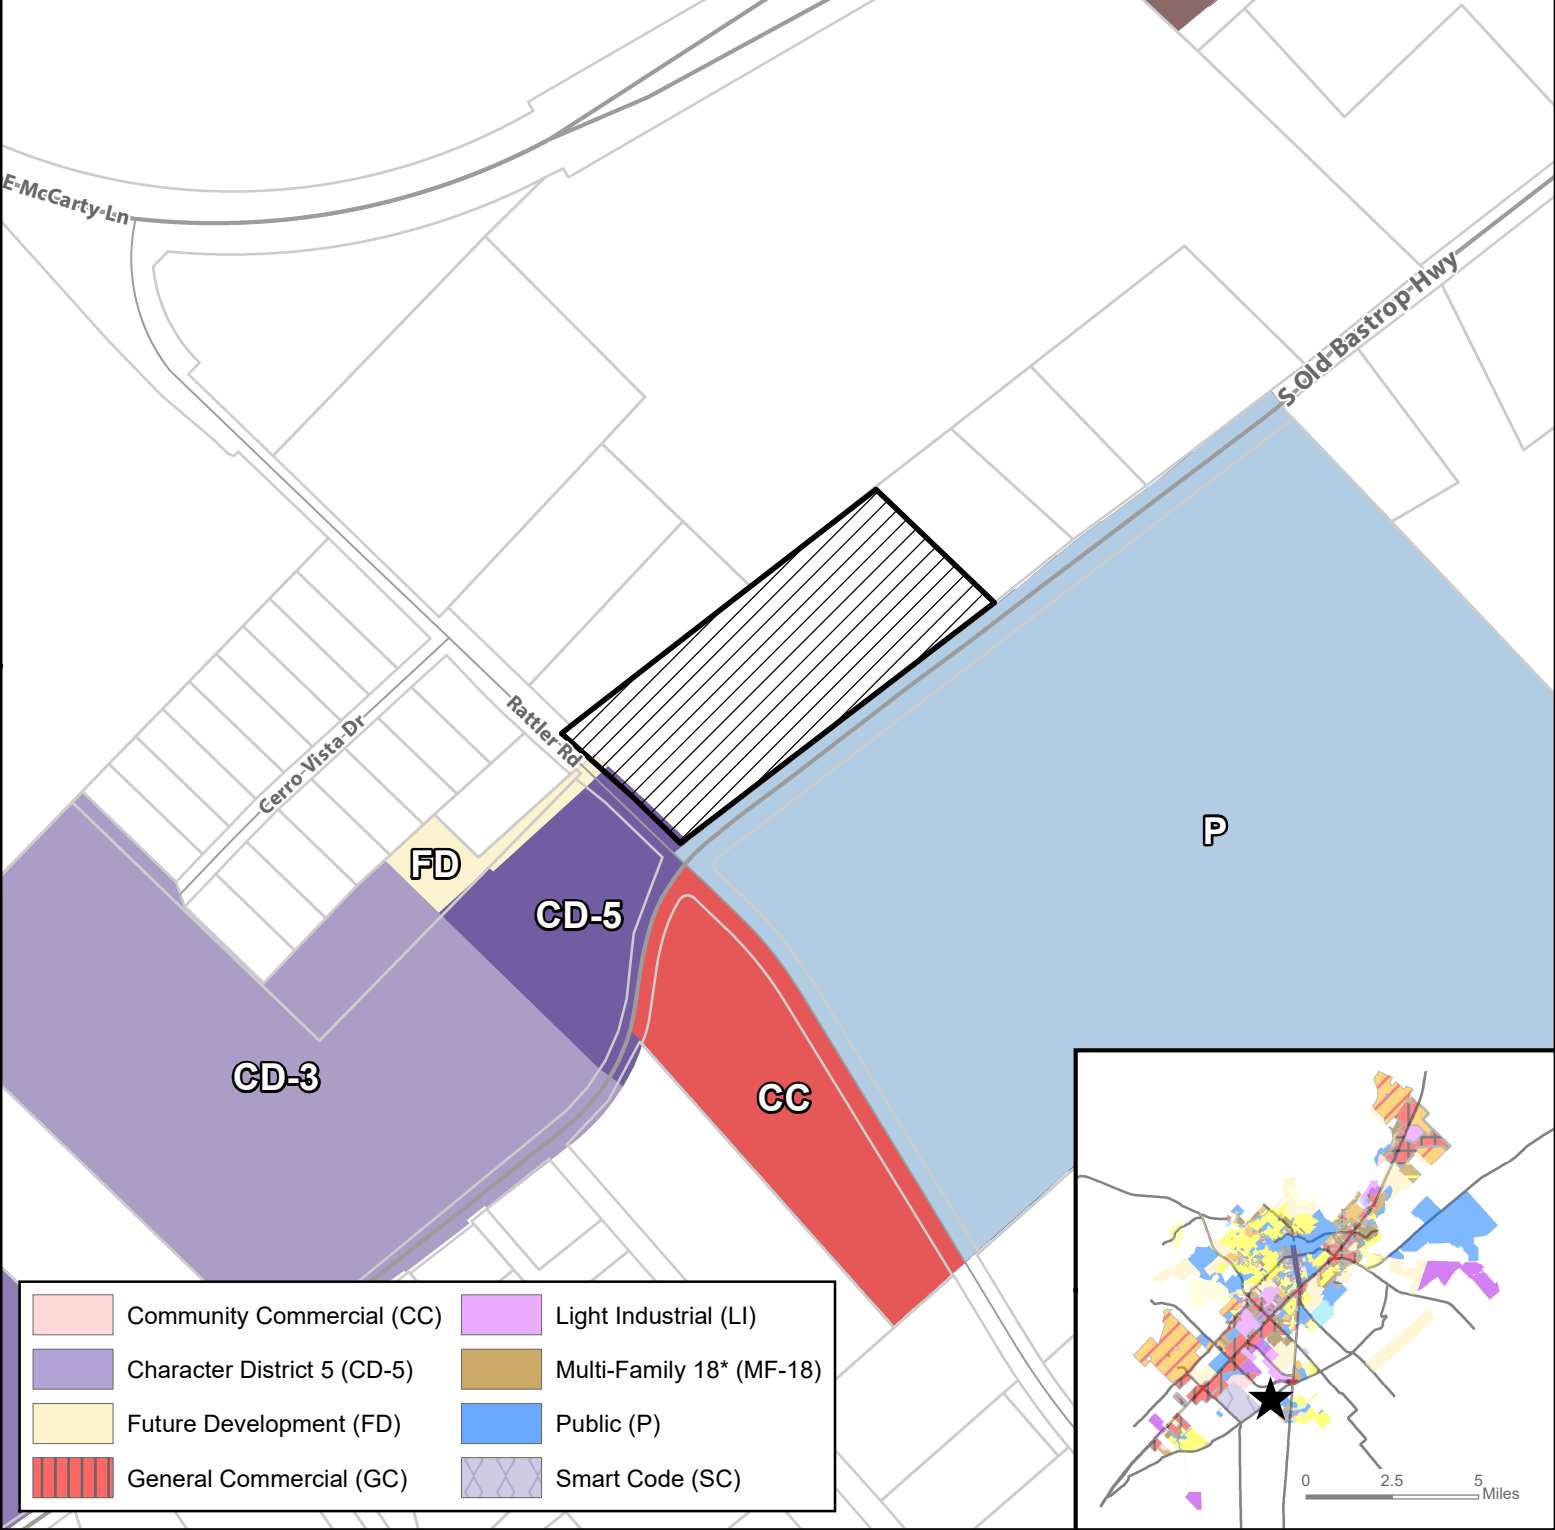 E McCarty Ln
S Old Bastrop Hwy
Rattler Rd
Cerro Vista Dr
P
FD
CD-5
CD-3
CC
Community Commercial (CC)
Character District 5 (CD-5)
Future Development (FD)
General Commercial (GC)
Light Industrial (LI)
Multi-Family 18* (MF-18)
Public (P)
Smart Code (SC)
0 2.5 5
Miles